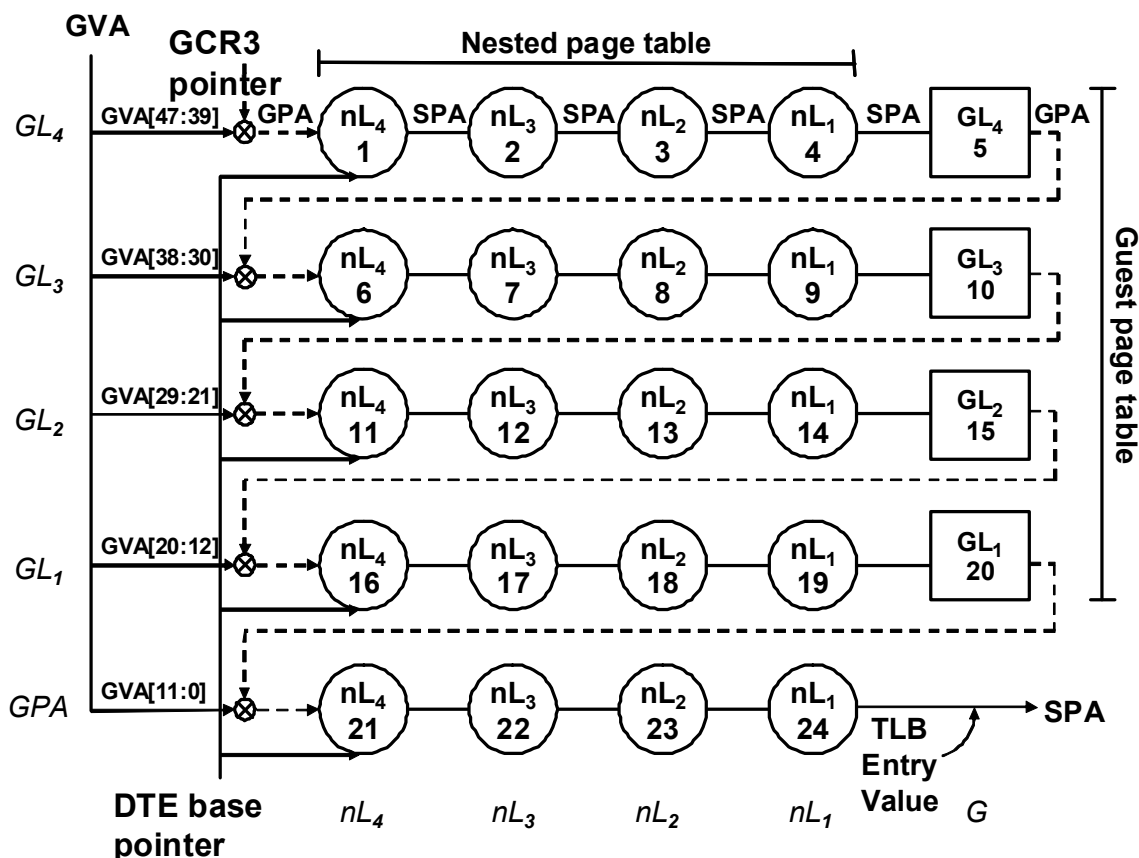 GVA
GCR3
pointer
Nested page table
GL4
GVA[47:39]
GPA
nL4
1
SPA
nL3
2
SPA
nL2
3
SPA
nL1
4
SPA
GL4
5
GPA
GL3
GVA[38:30]
nL4
6
nL3
7
nL2
8
nL1
9
GL3
10
Guest page table
GL2
GVA[29:21]
nL4
11
nL3
12
nL2
13
nL1
14
GL2
15
GL1
GVA[20:12]
nL4
16
nL3
17
nL2
18
nL1
19
GL1
20
GPA
GVA[11:0]
nL4
21
nL3
22
nL2
23
nL1
24
SPA
TLB
Entry
Value
DTE base
pointer
nL4
nL3
nL2
nL1
G